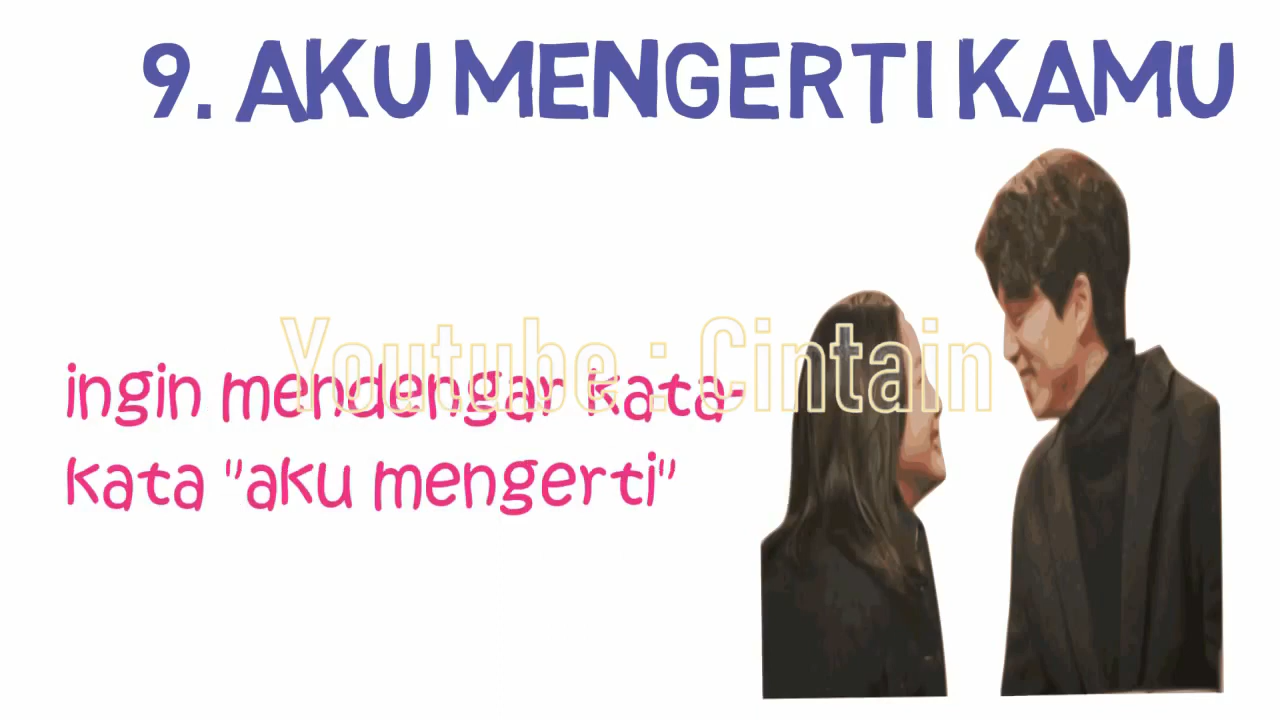 9. AKU MENGERTI KAMU
Youtube : Cintain
ingin mendengar kata-
kata "aku mengerti"